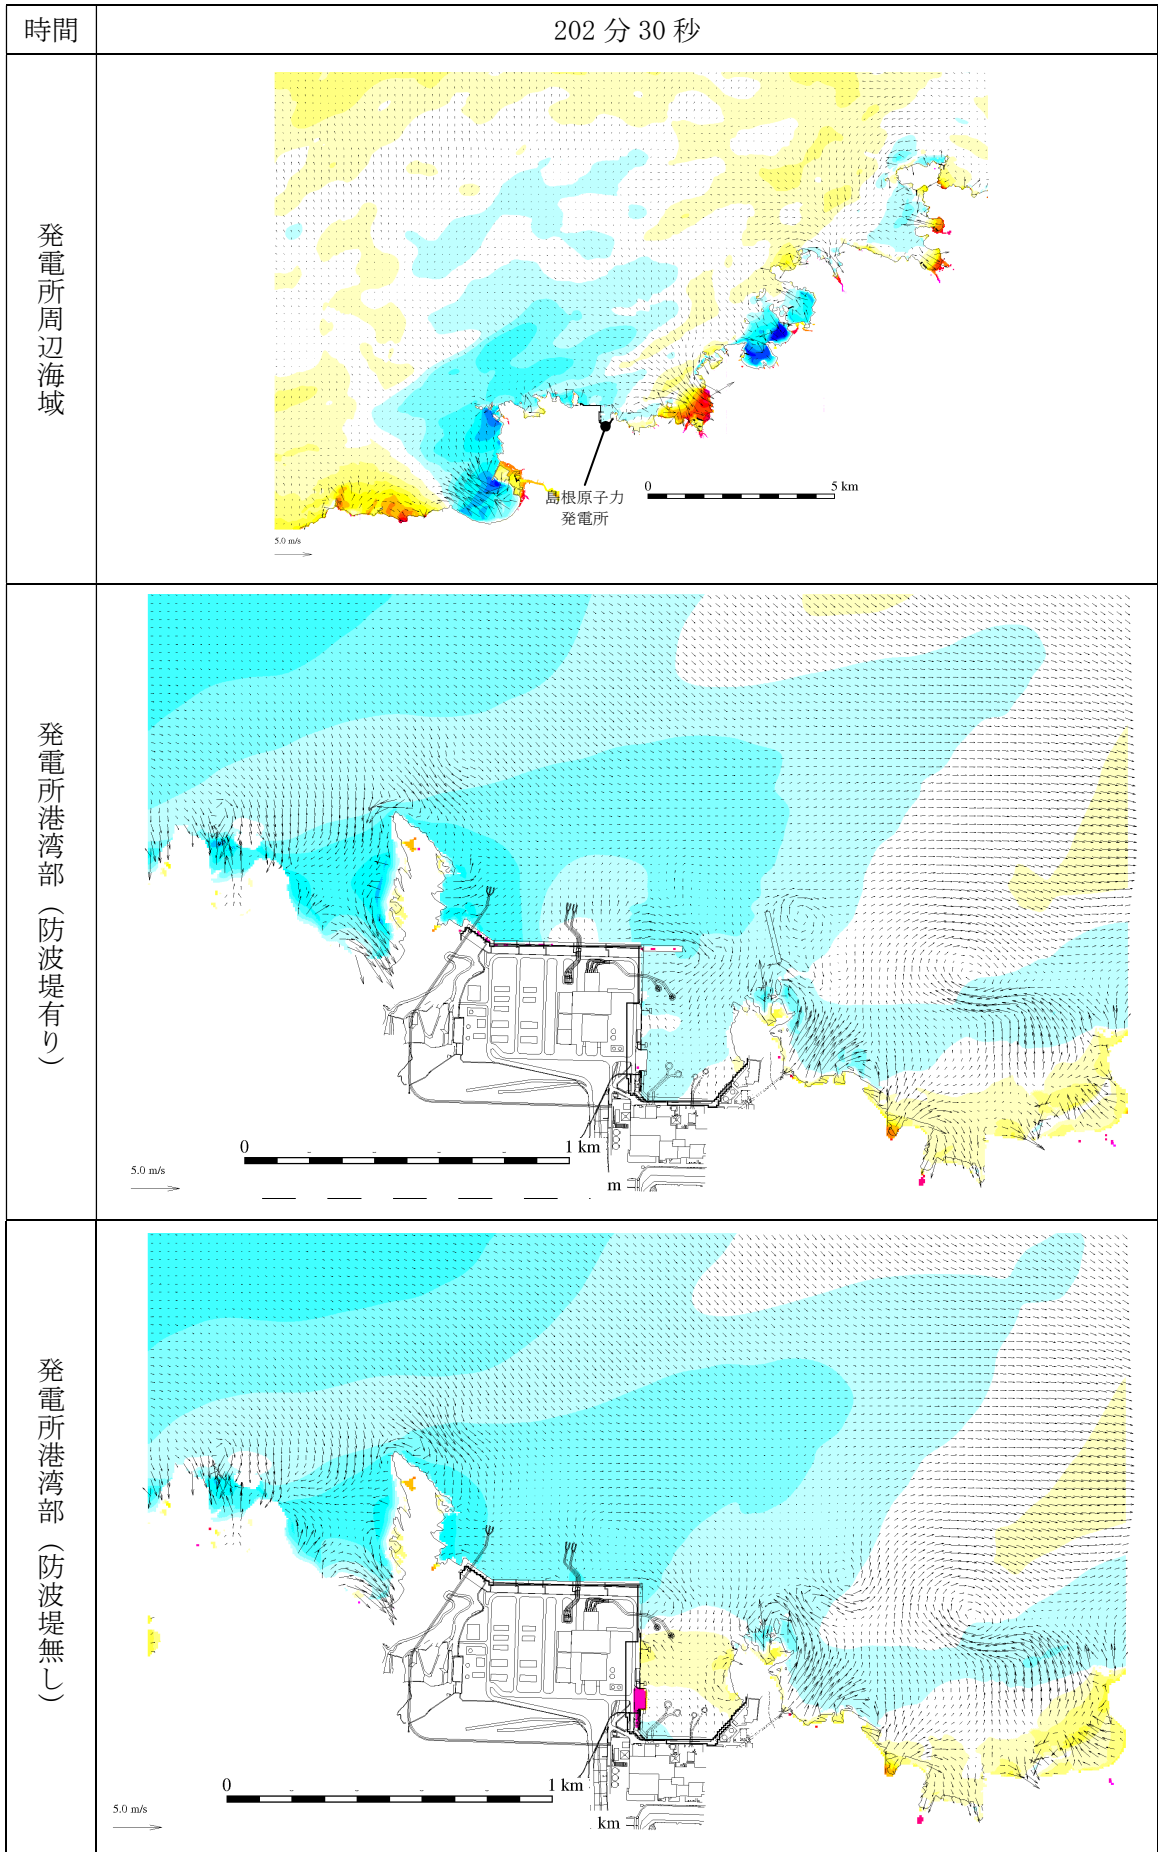 時間
202 分 30 秒
発電所周辺海域
島根原子力
発電所
0
5 km
5.0 m/s
発電所港湾部（防波堤有り）
0
1 km
5.0 m/s
m
発電所港湾部（防波堤無し）
0
1 km
5.0 m/s
km